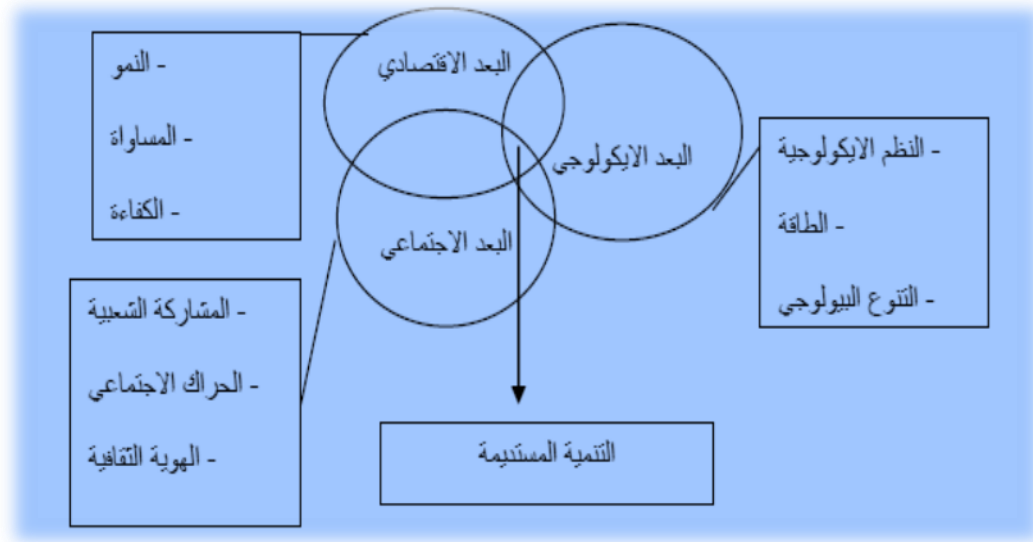 البعد الاقتصادي
البعد الايكولوجي
البعد الاجتماعي
- النمو
- المساواة
- الكفاءة
- النظم الايكولوجية
- الطاقة
- التنوع البيولوجي
- المشاركة الشعبية
- الحراك الاجتماعي
- الهوية الثقافية
التنمية المستديمة